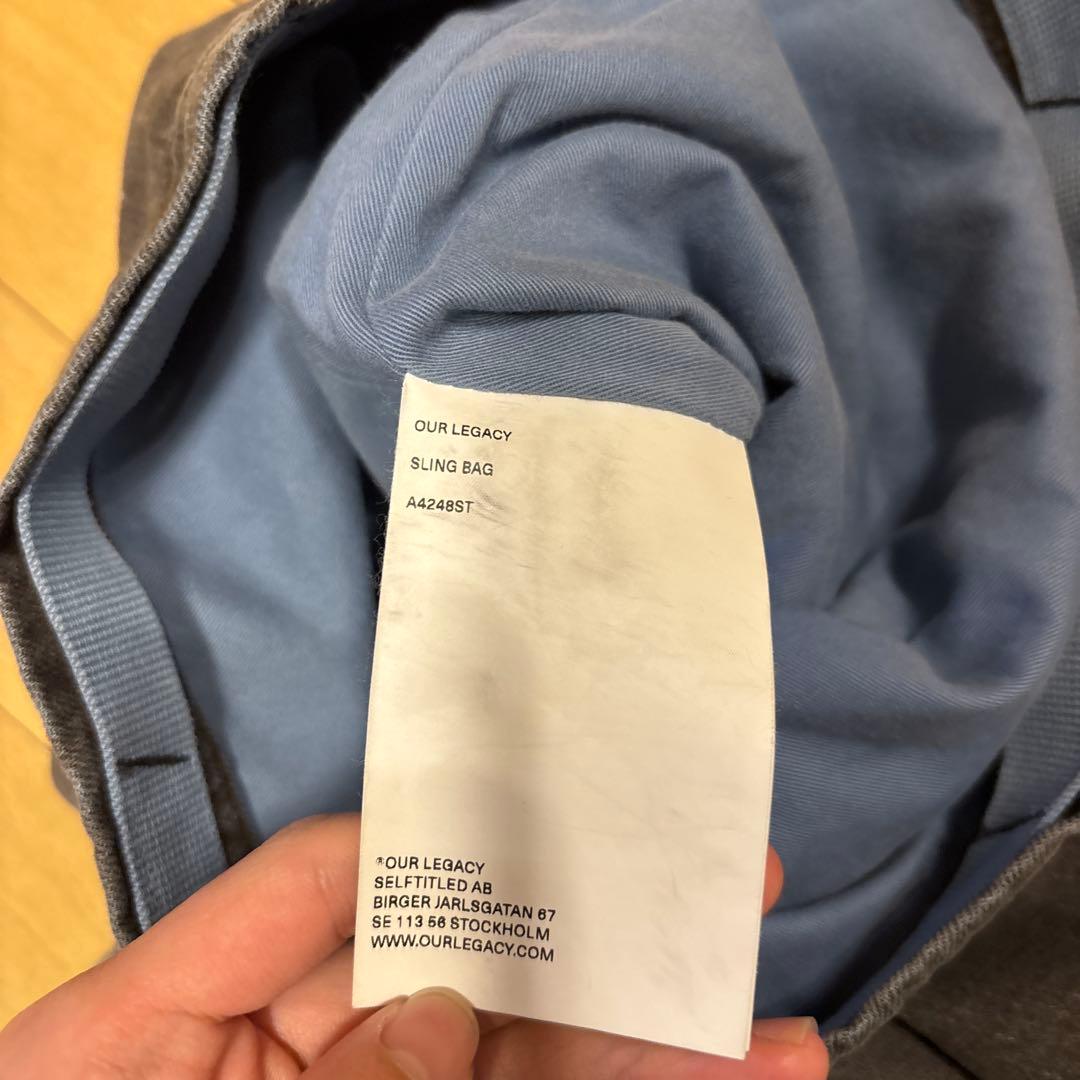 OUR LEGACY
SLING BAG
A4248ST
®OUR LEGACY
SELFTITLED AB
BIRGER JARLSGATAN 67
SE 113 56 STOCKHOLM
WWW.OURLEGACY.COM